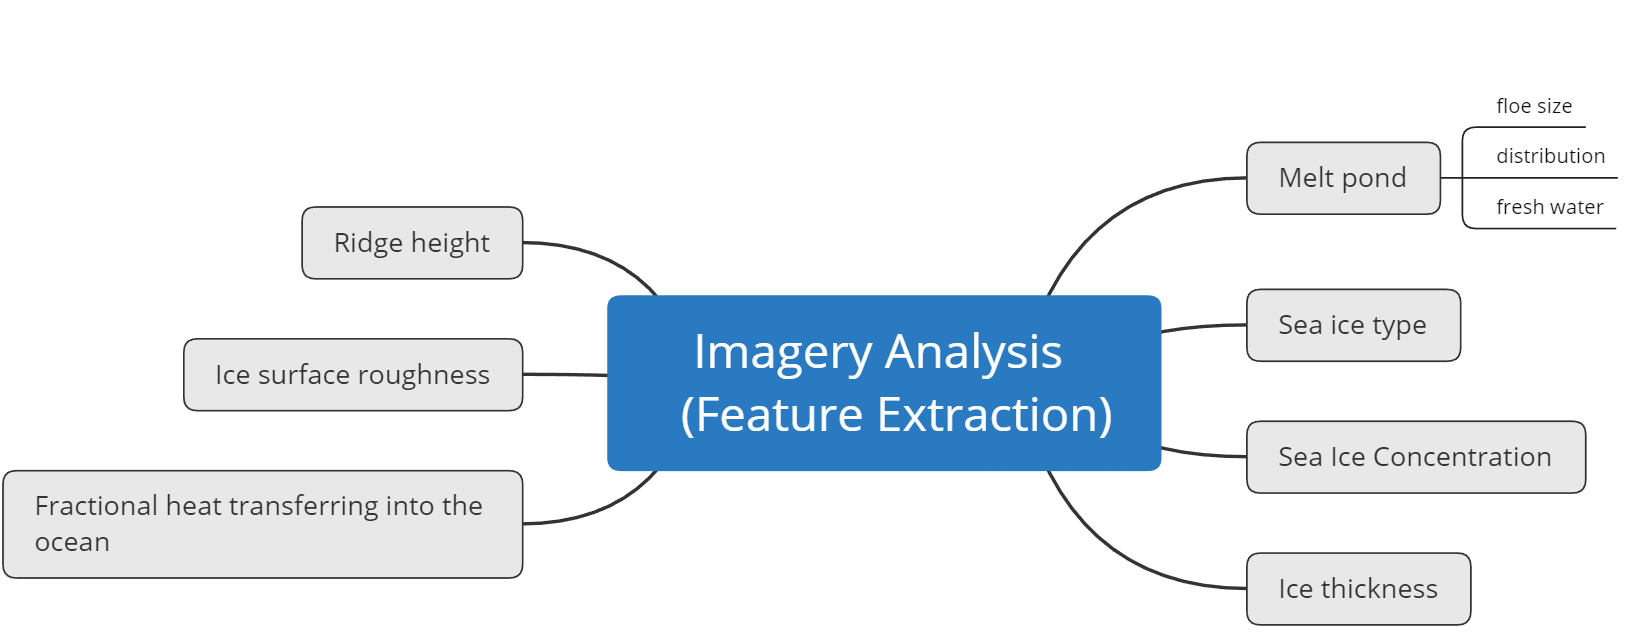 floe size
distribution
Melt pond
fresh water
Ridge height
Sea ice type
Imagery Analysis
(Feature Extraction)
Ice surface roughness
Sea Ice Concentration
Fractional heat transferring into the
ocean
Ice thickness